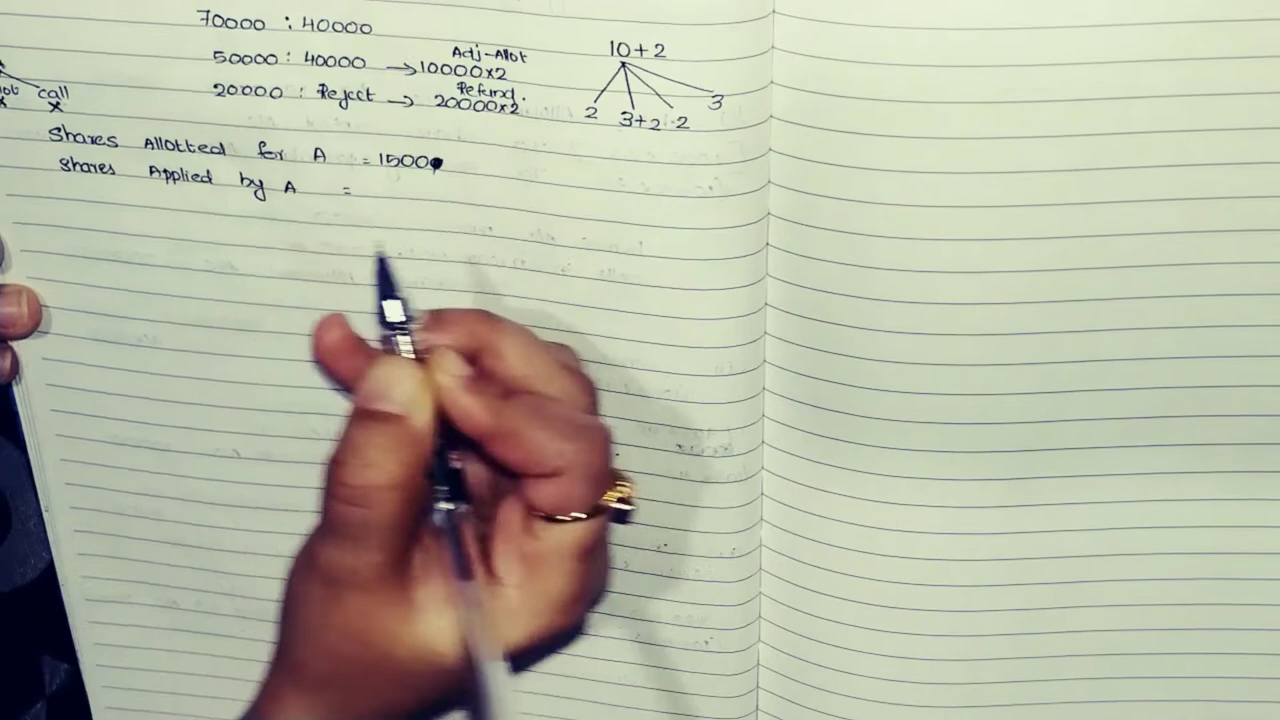 70000 : 40000
50000 : 40000 → 10000x2 Adj-Allot
20000 : Reject → 20000x2 Refund.
10+2
2 3+2 2 3
call
x x
Shares Allotted for A = 1500
Shares Applied by A =